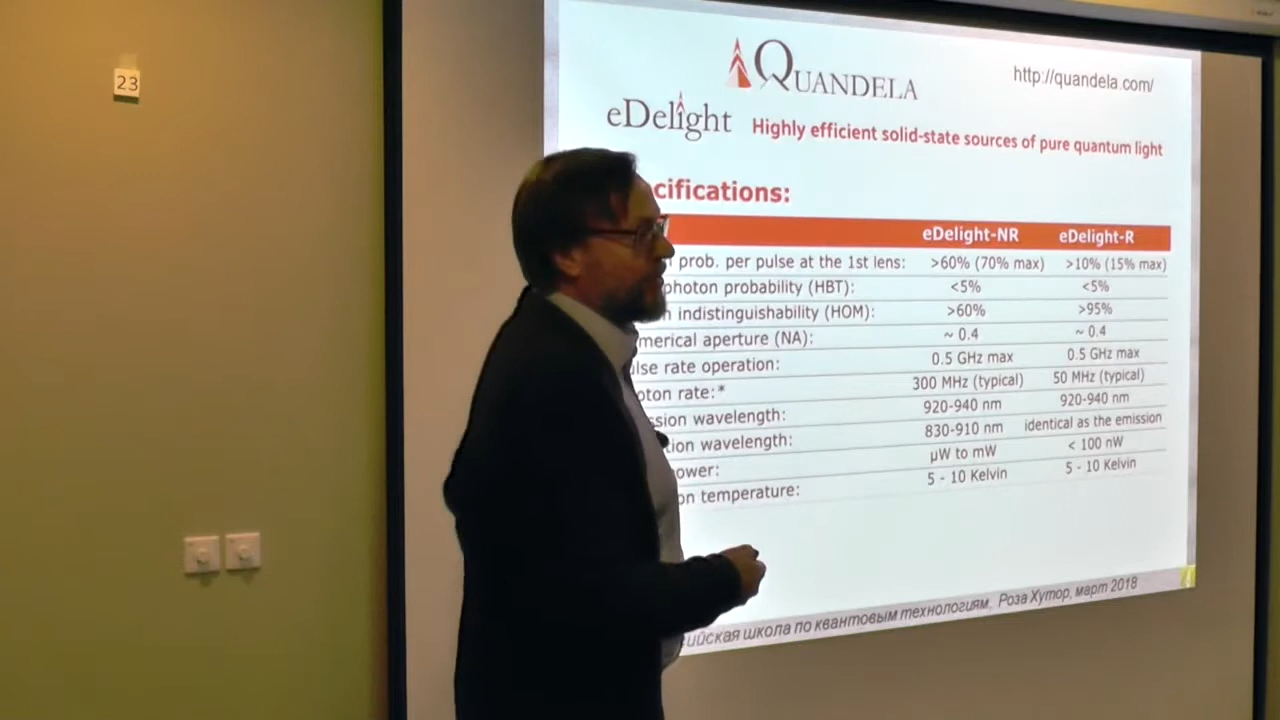 23
QUANDELA
http://quandela.com/
eDelight Highly efficient solid-state sources of pure quantum light
cifications:
eDelight-NR eDelight-R
prob. per pulse at the 1st lens: >60% (70% max) >10% (15% max)
photon probability (HBT): <5% <5%
indistinguishability (HOM): >60% >95%
merical aperture (NA): ~ 0.4 ~ 0.4
lse rate operation: 0.5 GHz max 0.5 GHz max
oton rate:* 300 MHz (typical) 50 MHz (typical)
sion wavelength: 920-940 nm 920-940 nm
tion wavelength: 830-910 nm identical as the emission
ower: µW to mW < 100 nW
on temperature: 5 - 10 Kelvin 5 - 10 Kelvin
ийская школа по квантовым технологиям, Роза Хутор, март 2018